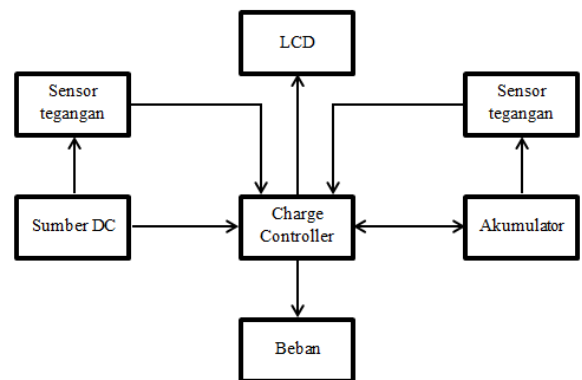 LCD
Sensor
tegangan
Sensor
tegangan
Sumber DC
Charge
Controller
Akumulator
Beban